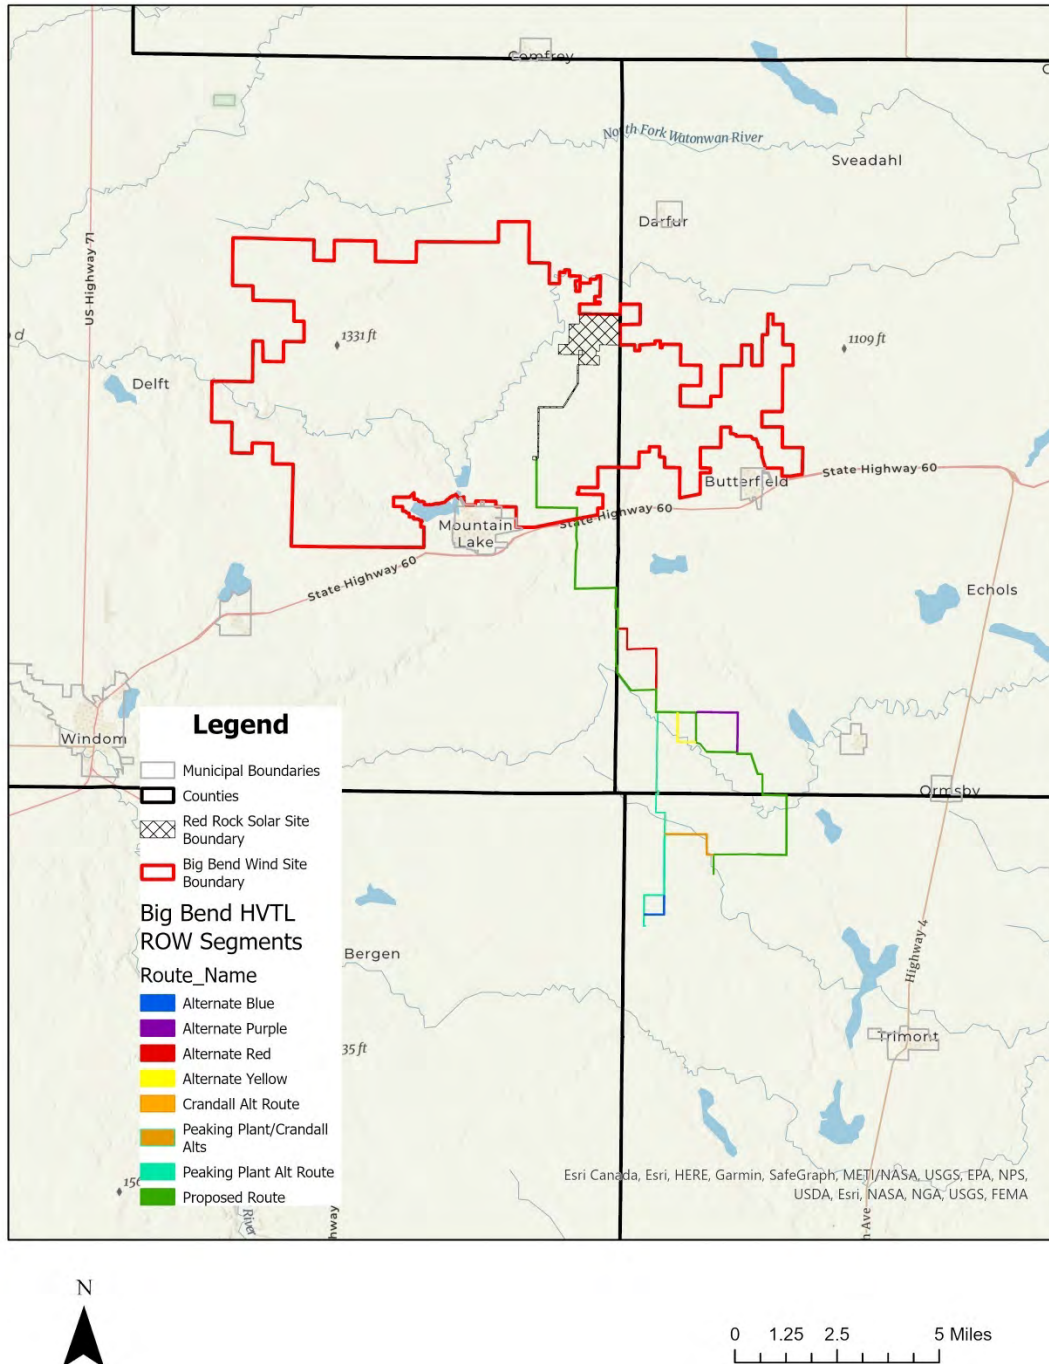 Comfrey
North Fork Watonwan River
Sveadahl
Darfur
US Highway 71
1331 ft
1109 ft
d
Delft
State Highway 60
Butterfield
State Highway 60
Mountain
Lake
State Highway 60
Echols
Windom
Ormsby
Legend
Municipal Boundaries
Counties
Red Rock Solar Site
Boundary
Big Bend Wind Site
Boundary
Big Bend HVTL
ROW Segments
Route_Name
Alternate Blue
Alternate Purple
Alternate Red
Alternate Yellow
Crandall Alt Route
Peaking Plant/Crandall
Alts
Peaking Plant Alt Route
Proposed Route
Bergen
Highway 4
35 ft
Trimont
Esri Canada, Esri, HERE, Garmin, SafeGraph, METI/NASA, USGS, EPA, NPS,
USDA, Esri, NASA, NGA, USGS, FEMA
River
hway
n-Ave
N
0 1.25 2.5 5 Miles